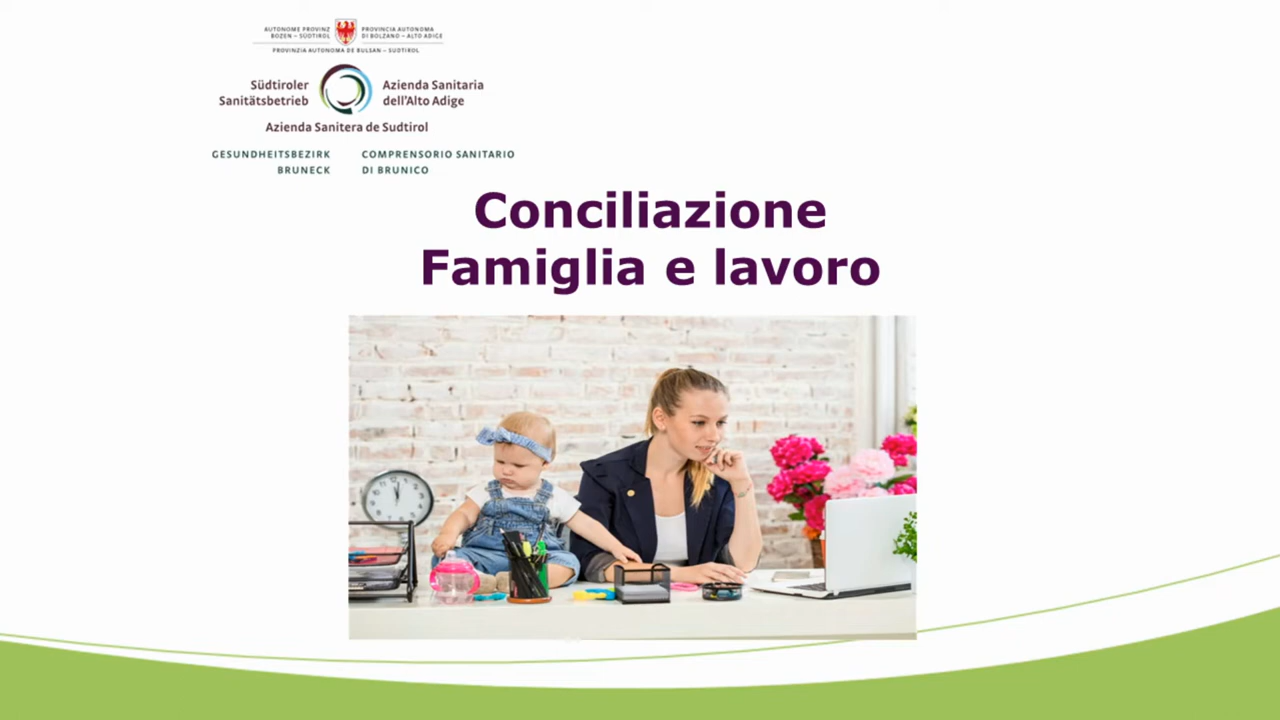 AUTONOME PROVINZ
BOZEN – SÜDTIROL
PROVINCIA AUTONOMA
DI BOLZANO – ALTO ADIGE
PROVINZIA AUTONOMA DE BULSAN – SUDTIROL
Südtiroler
Sanitätsbetrieb
Azienda Sanitaria
dell'Alto Adige
Azienda Sanitera de Sudtirol
GESUNDHEITSBEZIRK
BRUNECK
COMPRENSORIO SANITARIO
DI BRUNICO
Conciliazione
Famiglia e lavoro